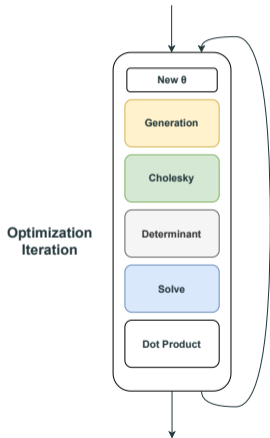 New θ
Generation
Cholesky
Optimization
Iteration
Determinant
Solve
Dot Product